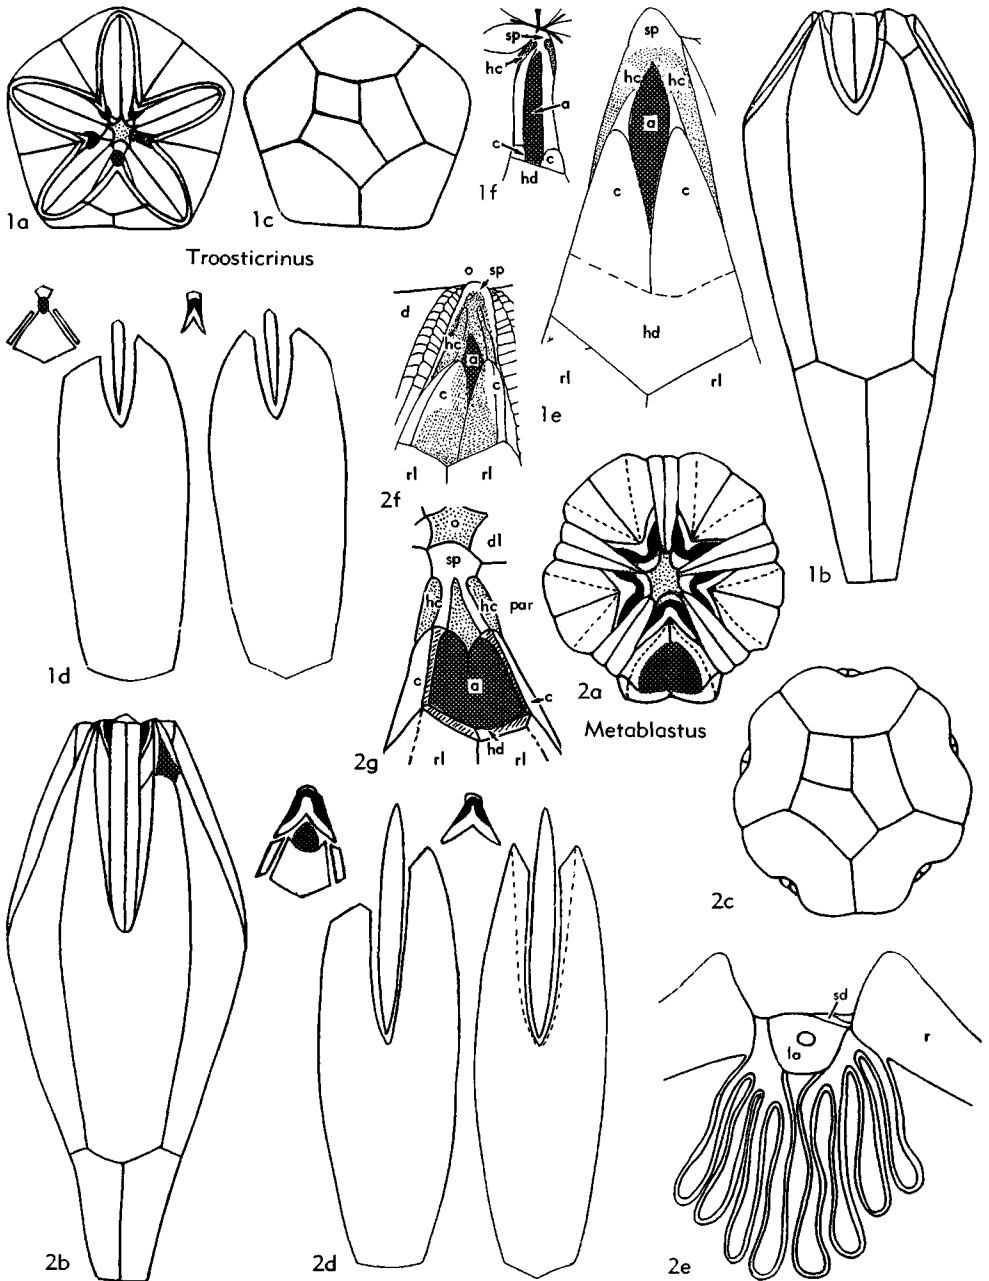 1a
1c
Troosticrinus
sp
hc
a
c
c
1f
hd
sp
hc
hc
a
c
c
hd
rl
rl
1e
1b
o
sp
d
hc
a
c
c
rl
rl
2f
1d
o
dl
sp
hc
hc
par
a
c
c
hd
rl
rl
2g
2a
Metablastus
2b
2d
2c
sd
la
r
2e